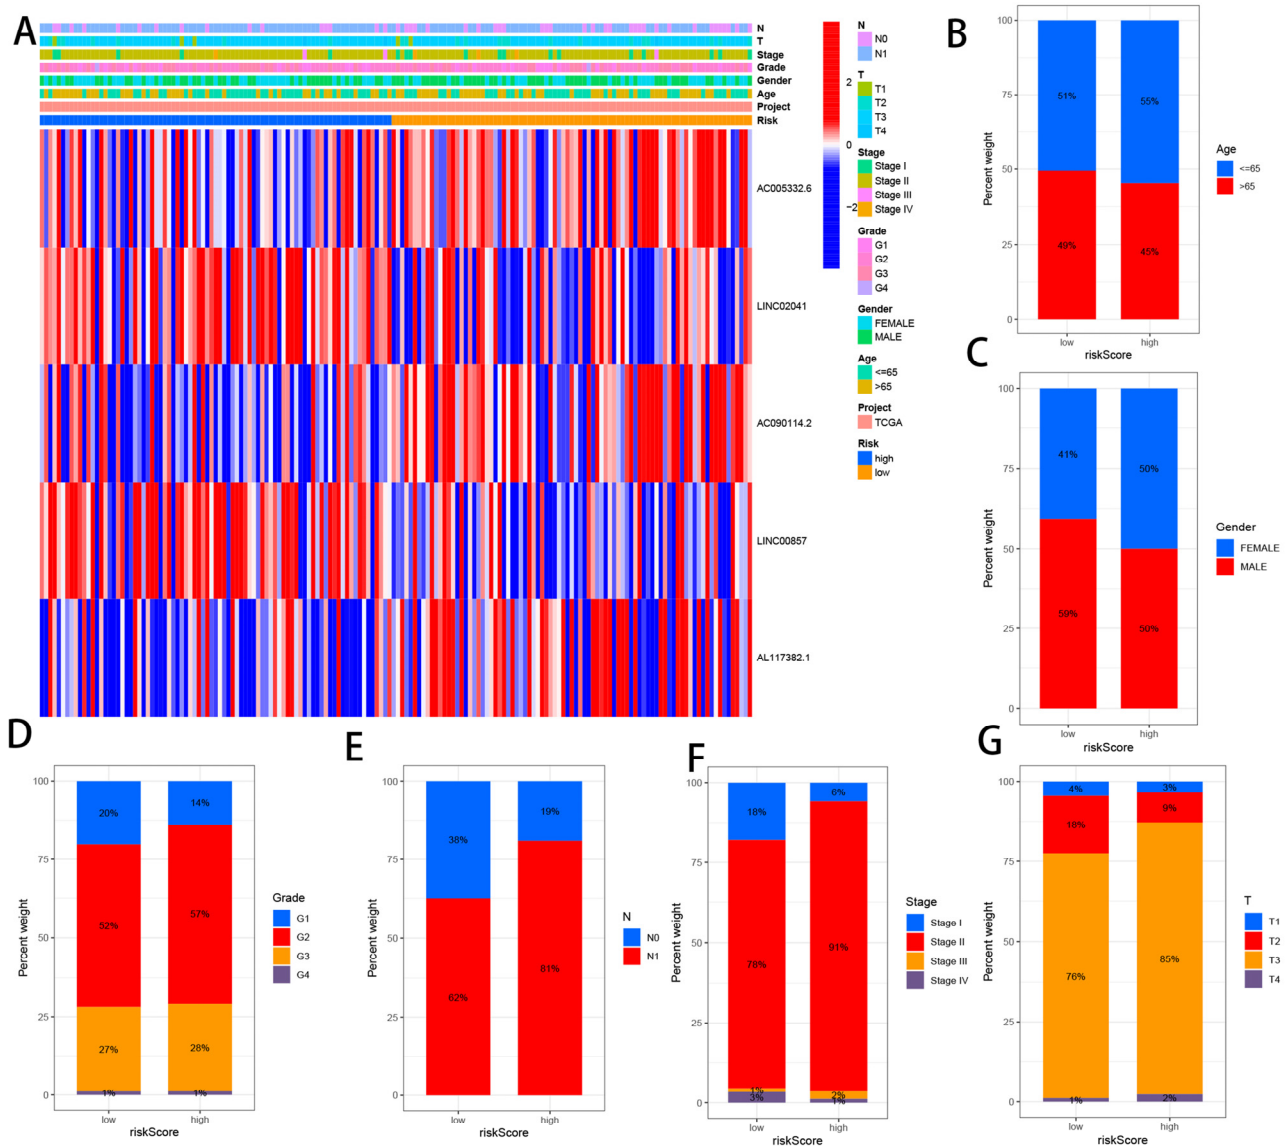 A
N
T
Stage
Grade
Gender
Age
Project
Risk
AC005332.6
LINC02041
AC090114.2
LINC00857
AL117382.1
2
0
−2
N
N0
N1
T
T1
T2
T3
T4
Stage
Stage I
Stage II
Stage III
Stage IV
Grade
G1
G2
G3
G4
Gender
FEMALE
MALE
Age
<=65
>65
Project
TCGA
Risk
high
low
B
Percent weight
100
75
50
25
0
51%
55%
49%
45%
low
high
riskScore
Age
<=65
>65
C
Percent weight
100
75
50
25
0
41%
50%
59%
50%
low
high
riskScore
Gender
FEMALE
MALE
D
Percent weight
100
75
50
25
0
20%
14%
52%
57%
27%
28%
1%
1%
low
high
riskScore
Grade
G1
G2
G3
G4
E
Percent weight
100
75
50
25
0
38%
19%
62%
81%
low
high
riskScore
N
N0
N1
F
Percent weight
100
75
50
25
0
18%
6%
78%
91%
1%
2%
3%
1%
low
high
riskScore
Stage
Stage I
Stage II
Stage III
Stage IV
G
Percent weight
100
75
50
25
0
4%
3%
18%
9%
76%
85%
1%
2%
low
high
riskScore
T
T1
T2
T3
T4